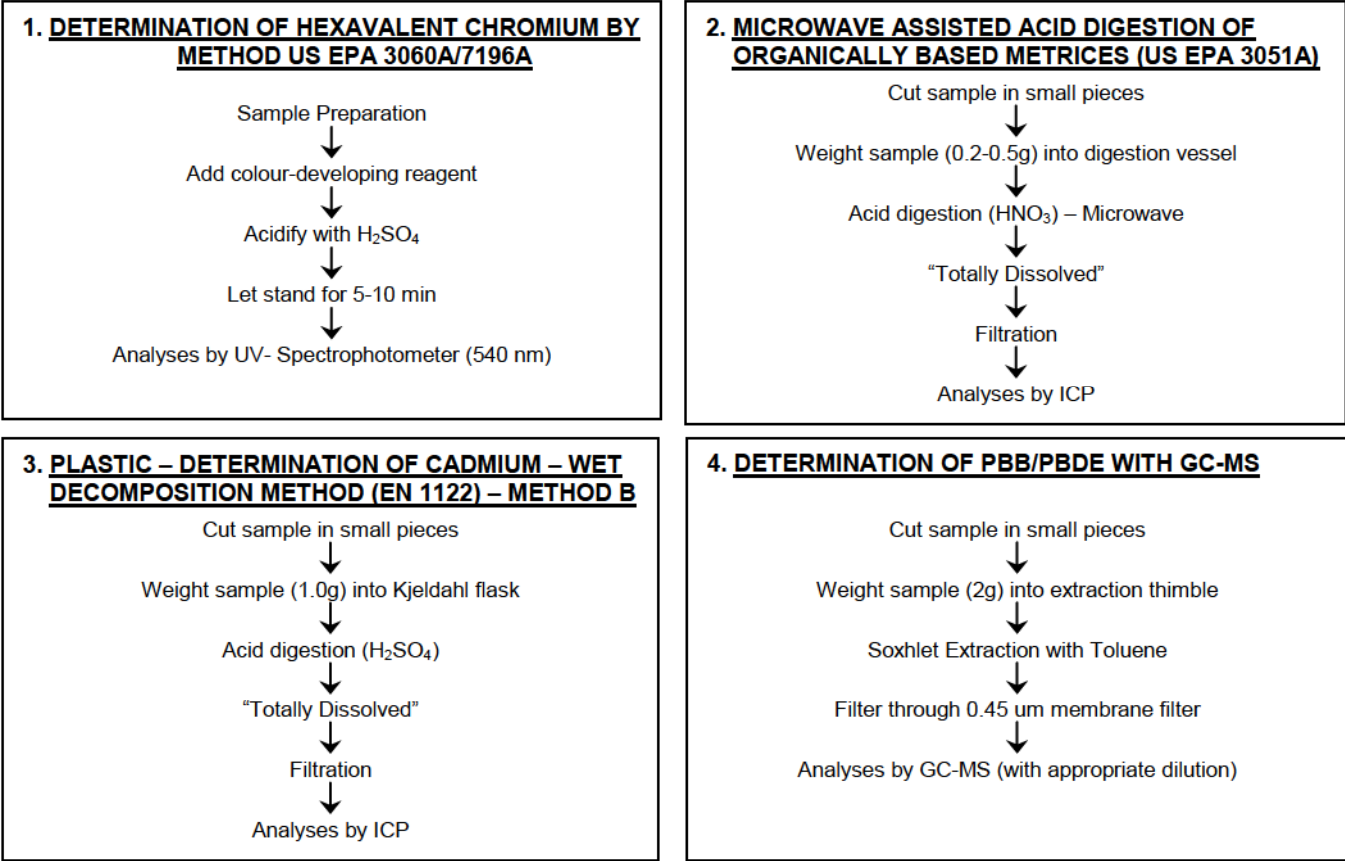 1. DETERMINATION OF HEXAVALENT CHROMIUM BY
METHOD US EPA 3060A/7196A
Sample Preparation
Add colour-developing reagent
Acidify with H₂SO₄
Let stand for 5-10 min
Analyses by UV- Spectrophotometer (540 nm)
2. MICROWAVE ASSISTED ACID DIGESTION OF
ORGANICALLY BASED METRICES (US EPA 3051A)
Cut sample in small pieces
Weight sample (0.2-0.5g) into digestion vessel
Acid digestion (HNO₃) – Microwave
“Totally Dissolved”
Filtration
Analyses by ICP
3. PLASTIC – DETERMINATION OF CADMIUM – WET
DECOMPOSITION METHOD (EN 1122) – METHOD B
Cut sample in small pieces
Weight sample (1.0g) into Kjeldahl flask
Acid digestion (H₂SO₄)
“Totally Dissolved”
Filtration
Analyses by ICP
4. DETERMINATION OF PBB/PBDE WITH GC-MS
Cut sample in small pieces
Weight sample (2g) into extraction thimble
Soxhlet Extraction with Toluene
Filter through 0.45 um membrane filter
Analyses by GC-MS (with appropriate dilution)